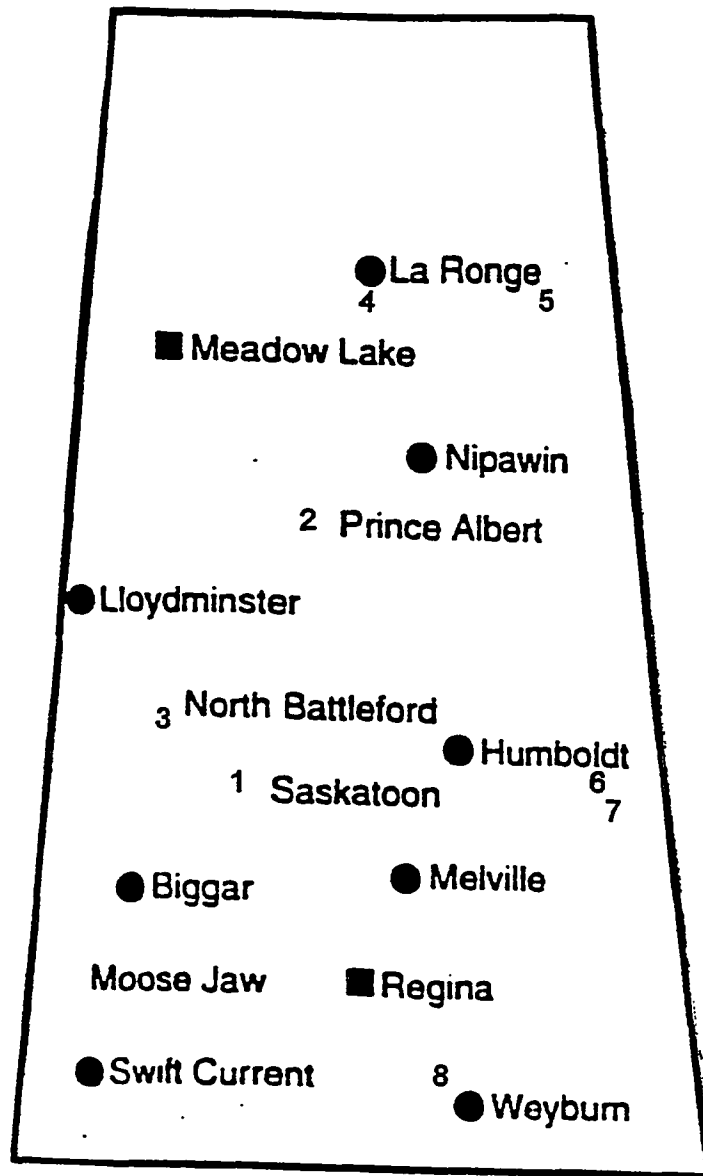 La Ronge
4 5
Meadow Lake
Nipawin
2 Prince Albert
Lloydminster
3 North Battleford
Humboldt
1 Saskatoon 6
7
Biggar Melville
Moose Jaw Regina
Swift Current 8
Weyburn